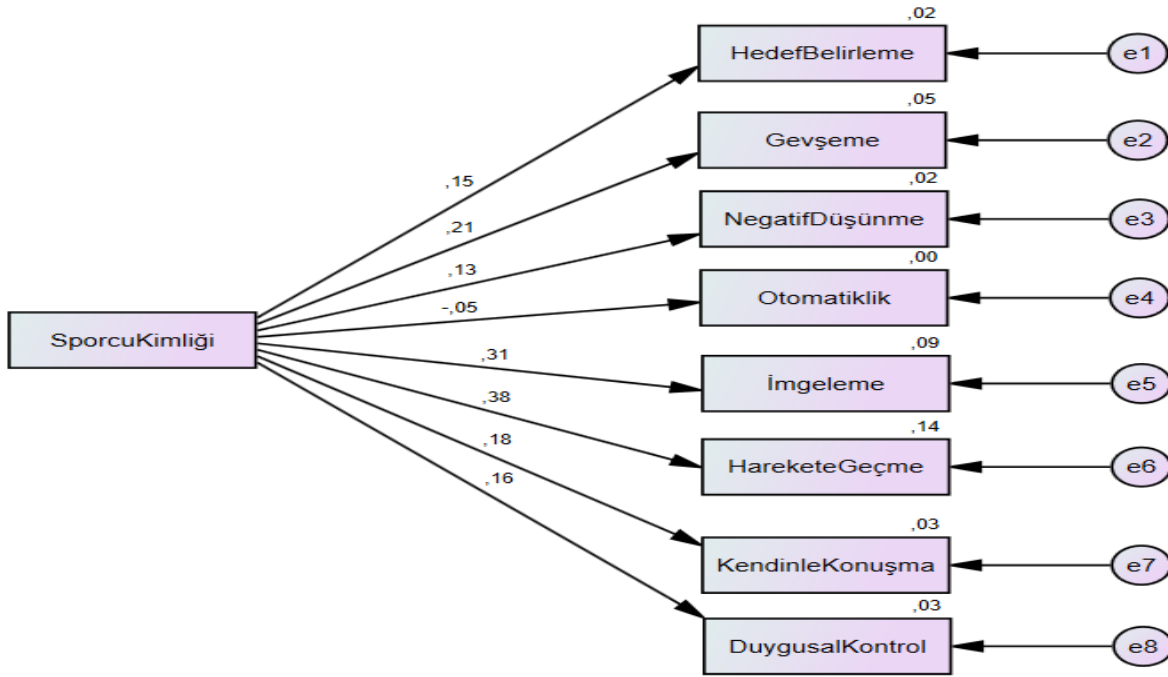 ,02
HedefBelirleme
e1
,05
Gevşeme
e2
,15
,02
,21
NegatifDüşünme
e3
,13
,00
-,05
Otomatiklik
e4
SporcuKimliği
,31
,09
İmgeleme
e5
,38
,14
,18
HareketeGeçme
e6
,16
,03
KendinleKonuşma
e7
,03
DuygusalKontrol
e8